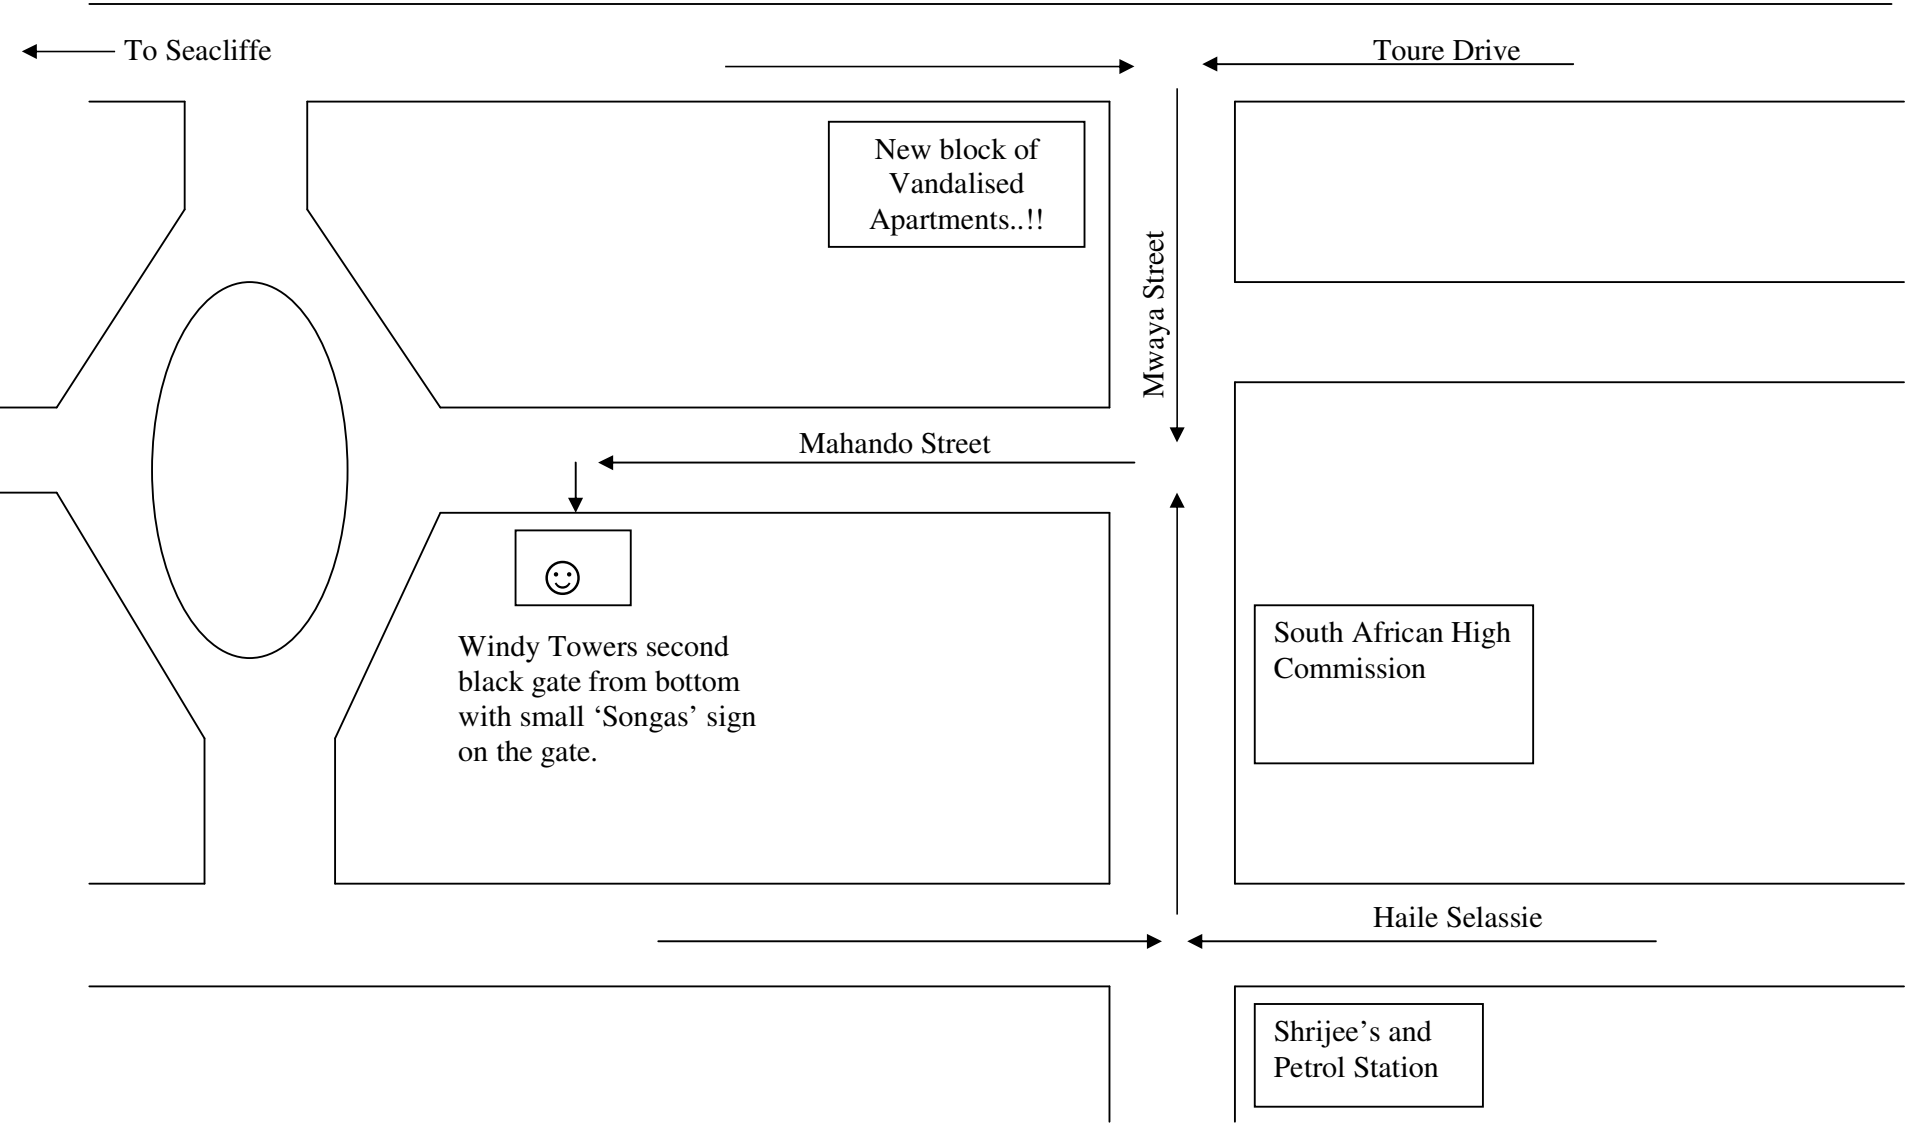 To Seacliffe
Toure Drive
New block of
Vandalised
Apartments..!!
Mwaya Street
Mahando Street
Windy Towers second
black gate from bottom
with small ‘Songas’ sign
on the gate.
South African High
Commission
Haile Selassie
Shrijee’s and
Petrol Station